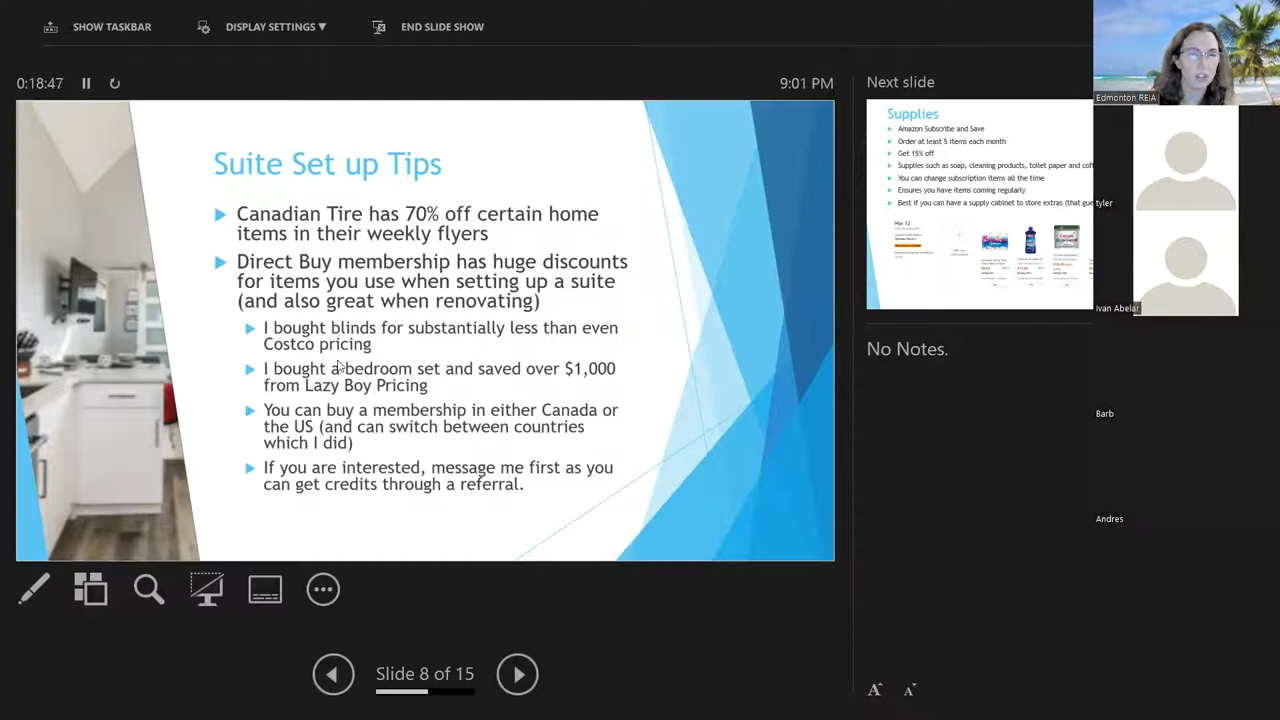 SHOW TASKBAR
DISPLAY SETTINGS ▼
END SLIDE SHOW
0:18:47
9:01 PM
Suite Set up Tips
Canadian Tire has 70% off certain home
items in their weekly flyers
Direct Buy membership has huge discounts
for items you use when setting up a suite
(and also great when renovating)
I bought blinds for substantially less than even
Costco pricing
I bought a bedroom set and saved over $1,000
from Lazy Boy Pricing
You can buy a membership in either Canada or
the US (and can switch between countries
which I did)
If you are interested, message me first as you
can get credits through a referral.
Slide 8 of 15
Next slide
Supplies
Amazon Subscribe and Save
Order at least 5 items each month
Get 15% off
Supplies such as soap, cleaning products, toilet paper and cof
You can change subscription items all the time
Ensures you have items coming regularly
Best if you can have a supply cabinet to store extras (that gue
Mar 12
No Notes.
A A
Edmonton REIA
tyler
Ivan Abelar
Barb
Andres